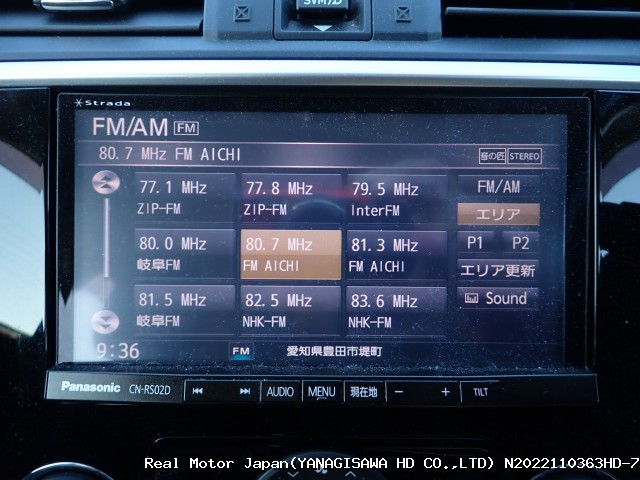 SVM/D
Strada
FM/AM FM
80.7 MHz FM AICHI
音の匠 STEREO
77.1 MHz
ZIP-FM
77.8 MHz
ZIP-FM
79.5 MHz
InterFM
FM/AM
エリア
80.0 MHz
岐阜FM
80.7 MHz
FM AICHI
81.3 MHz
FM AICHI
P1 P2
エリア更新
81.5 MHz
岐阜FM
82.5 MHz
NHK-FM
83.6 MHz
NHK-FM
Sound
9:36 FM 愛知県豊田市堤町
Panasonic CN-RS02D AUDIO MENU 現在地 − + TILT
Real Motor Japan(YANAGISAWA HD CO.,LTD) N2022110363HD-7